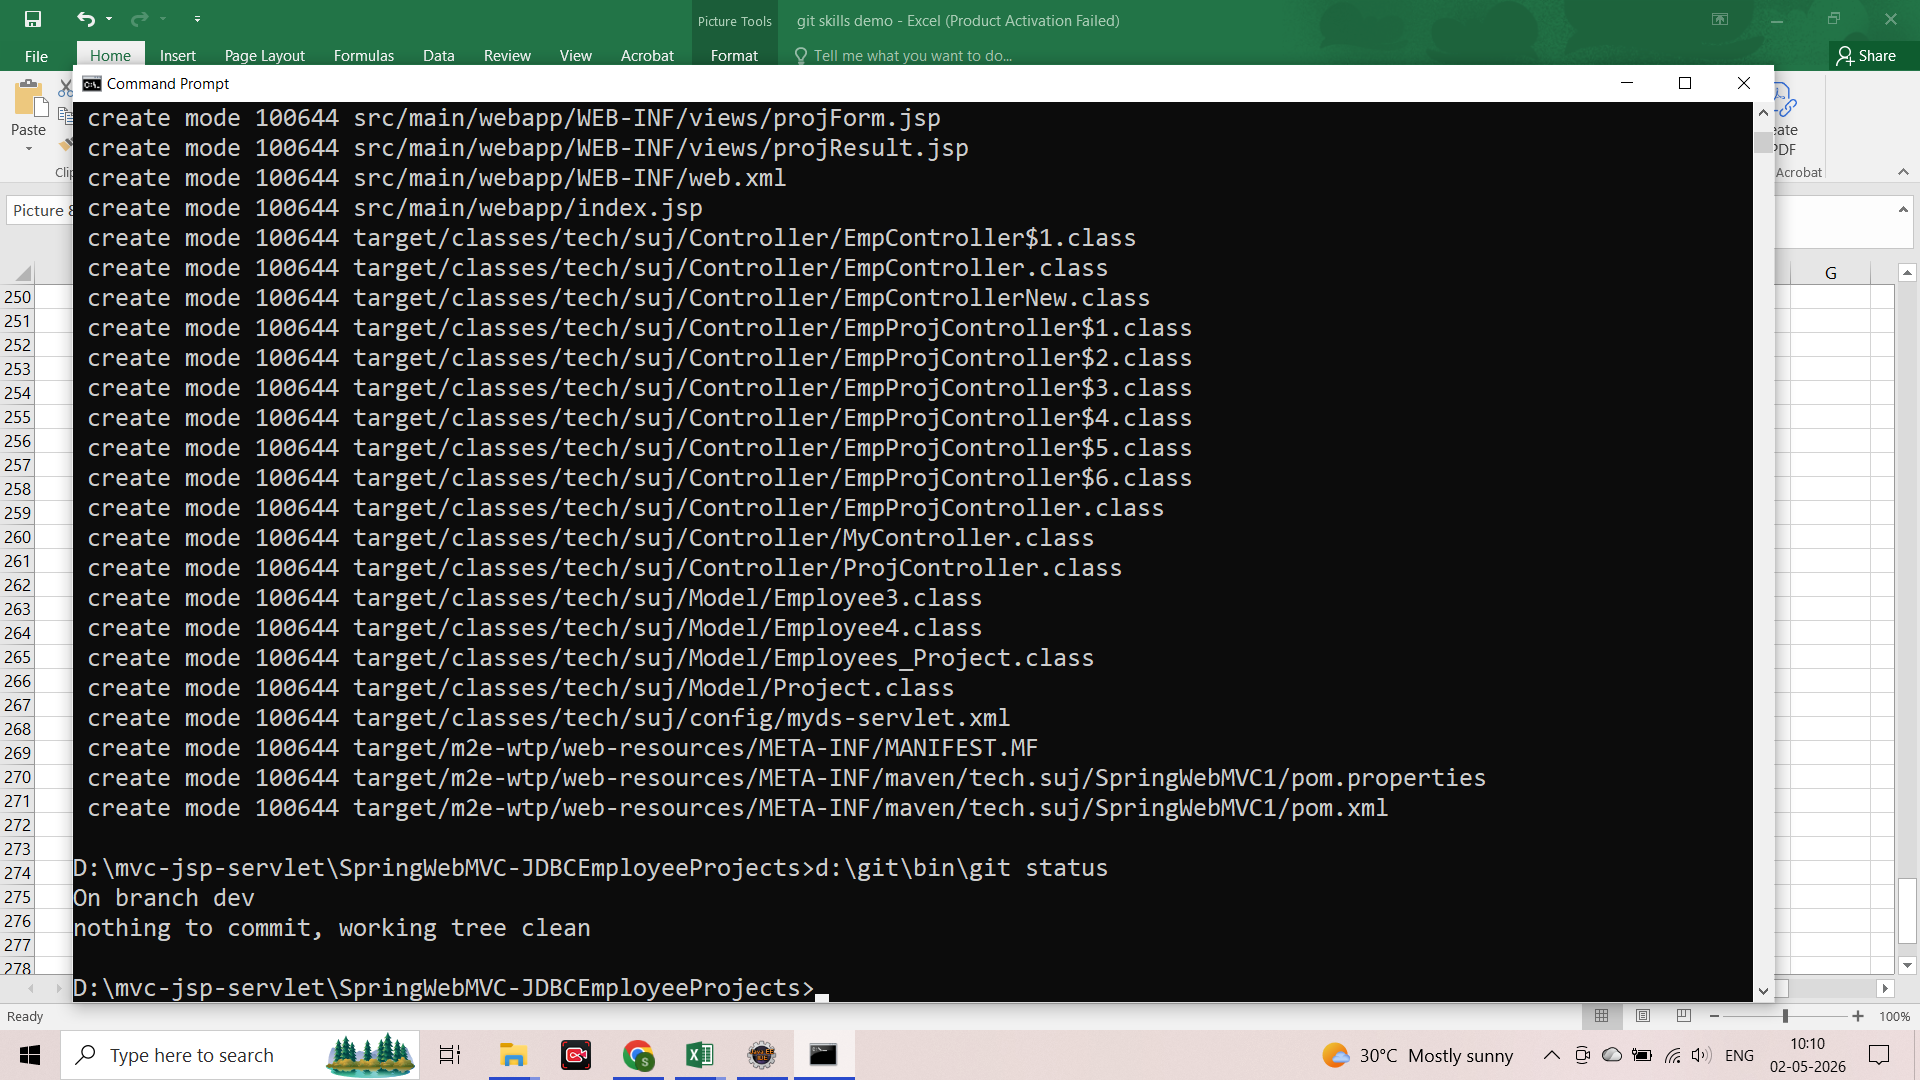 Picture Tools
git skills demo - Excel (Product Activation Failed)
File
Home
Insert
Page Layout
Formulas
Data
Review
View
Acrobat
Format
Tell me what you want to do...
Share
Command Prompt
Paste
create mode 100644 src/main/webapp/WEB-INF/views/projForm.jsp
create mode 100644 src/main/webapp/WEB-INF/views/projResult.jsp
create mode 100644 src/main/webapp/WEB-INF/web.xml
create mode 100644 src/main/webapp/index.jsp
create mode 100644 target/classes/tech/suj/Controller/EmpController$1.class
create mode 100644 target/classes/tech/suj/Controller/EmpController.class
create mode 100644 target/classes/tech/suj/Controller/EmpControllerNew.class
create mode 100644 target/classes/tech/suj/Controller/EmpProjController$1.class
create mode 100644 target/classes/tech/suj/Controller/EmpProjController$2.class
create mode 100644 target/classes/tech/suj/Controller/EmpProjController$3.class
create mode 100644 target/classes/tech/suj/Controller/EmpProjController$4.class
create mode 100644 target/classes/tech/suj/Controller/EmpProjController$5.class
create mode 100644 target/classes/tech/suj/Controller/EmpProjController$6.class
create mode 100644 target/classes/tech/suj/Controller/EmpProjController.class
create mode 100644 target/classes/tech/suj/Controller/MyController.class
create mode 100644 target/classes/tech/suj/Controller/ProjController.class
create mode 100644 target/classes/tech/suj/Model/Employee3.class
create mode 100644 target/classes/tech/suj/Model/Employee4.class
create mode 100644 target/classes/tech/suj/Model/Employees_Project.class
create mode 100644 target/classes/tech/suj/Model/Project.class
create mode 100644 target/classes/tech/suj/config/myds-servlet.xml
create mode 100644 target/m2e-wtp/web-resources/META-INF/MANIFEST.MF
create mode 100644 target/m2e-wtp/web-resources/META-INF/maven/tech.suj/SpringWebMVC1/pom.properties
create mode 100644 target/m2e-wtp/web-resources/META-INF/maven/tech.suj/SpringWebMVC1/pom.xml
D:\mvc-jsp-servlet\SpringWebMVC-JDBCEmployeeProjects>d:\git\bin\git status
On branch dev
nothing to commit, working tree clean
D:\mvc-jsp-servlet\SpringWebMVC-JDBCEmployeeProjects>
Clip
Picture 8
eate
PDF
Acrobat
G
250
251
252
253
254
255
256
257
258
259
260
261
262
263
264
265
266
267
268
269
270
271
272
273
274
275
276
277
278
Ready
100%
Type here to search
30°C Mostly sunny
ENG
10:10
02-05-2026